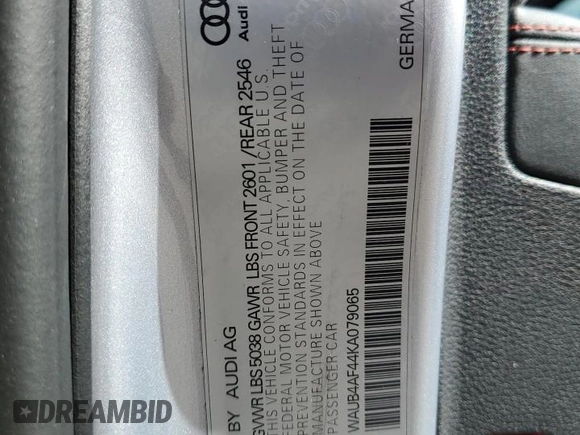 Audi
GERMA
BY AUDI AG
GVWR LBS 5038 GAWR LBS FRONT 2601 /REAR 2546
THIS VEHICLE CONFORMS TO ALL APPLICABLE U.S.
FEDERAL MOTOR VEHICLE SAFETY, BUMPER AND THEFT
PREVENTION STANDARDS IN EFFECT ON THE DATE OF
MANUFACTURE SHOWN ABOVE
PASSENGER CAR
WAUB4AF44KA079065
DREAMBID
DREAMBID.COM